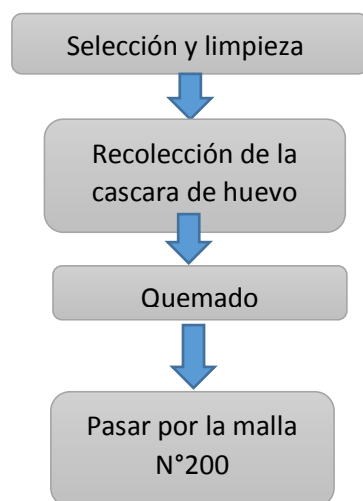 Selección y limpieza
Recolección de la
cascara de huevo
Quemado
Pasar por la malla
N°200